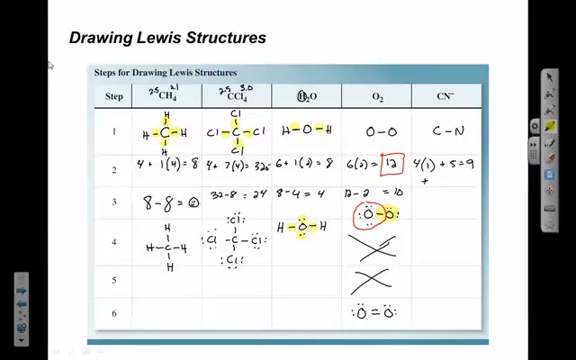 Drawing Lewis Structures
Steps for Drawing Lewis Structures
2.5 2.1 2.5 3.0
Step CH₄ CCl₄ H₂O O₂ CN⁻
H Cl
1 H-C-H Cl-C-Cl H-O-H O-O C-N
H Cl
2 4 + 1(4) = 8 4 + 7(4) = 32 6 + 1(2) = 8 6(2) = 12 4(1) + 5 = 9
+
3 8-8 = 0 32-8 = 24 8-4 = 4 12-2 = 10
:Ö-Ö:
H :Cl:
4 H-C-H :Cl-C-Cl: H-O-H
H :Cl:
5
6 :Ö=Ö: